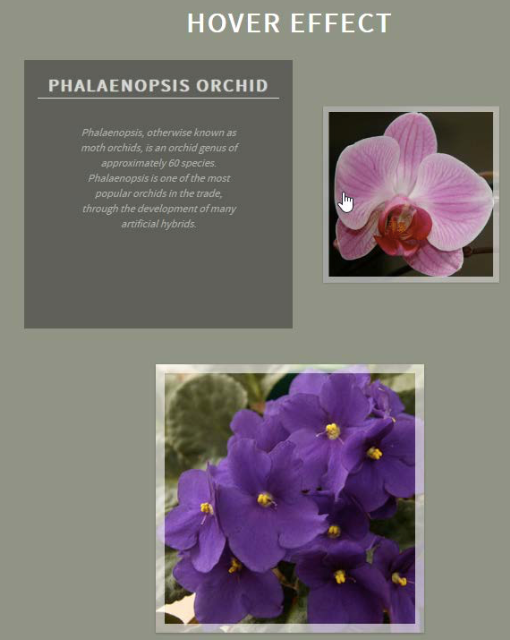 HOVER EFFECT
PHALAENOPSIS ORCHID
Phalaenopsis, otherwise known as
moth orchids, is an orchid genus of
approximately 60 species.
Phalaenopsis is one of the most
popular orchids in the trade,
through the development of many
artificial hybrids.